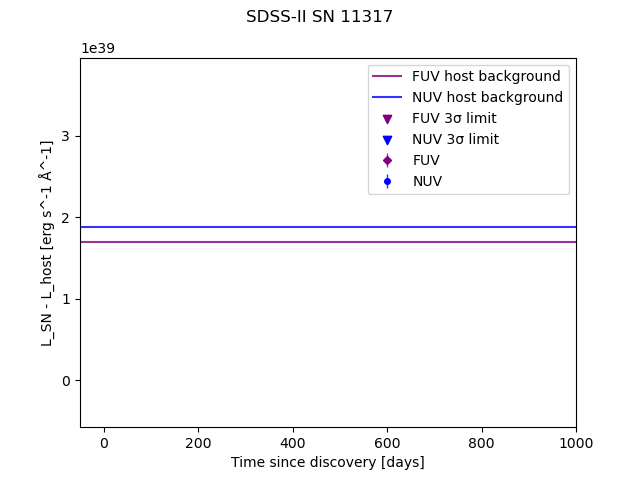 SDSS-II SN 11317
1e39
FUV host background
NUV host background
FUV 3σ limit
NUV 3σ limit
FUV
NUV
3
2
1
0
L_SN - L_host [erg s^-1 Å^-1]
0 200 400 600 800 1000
Time since discovery [days]